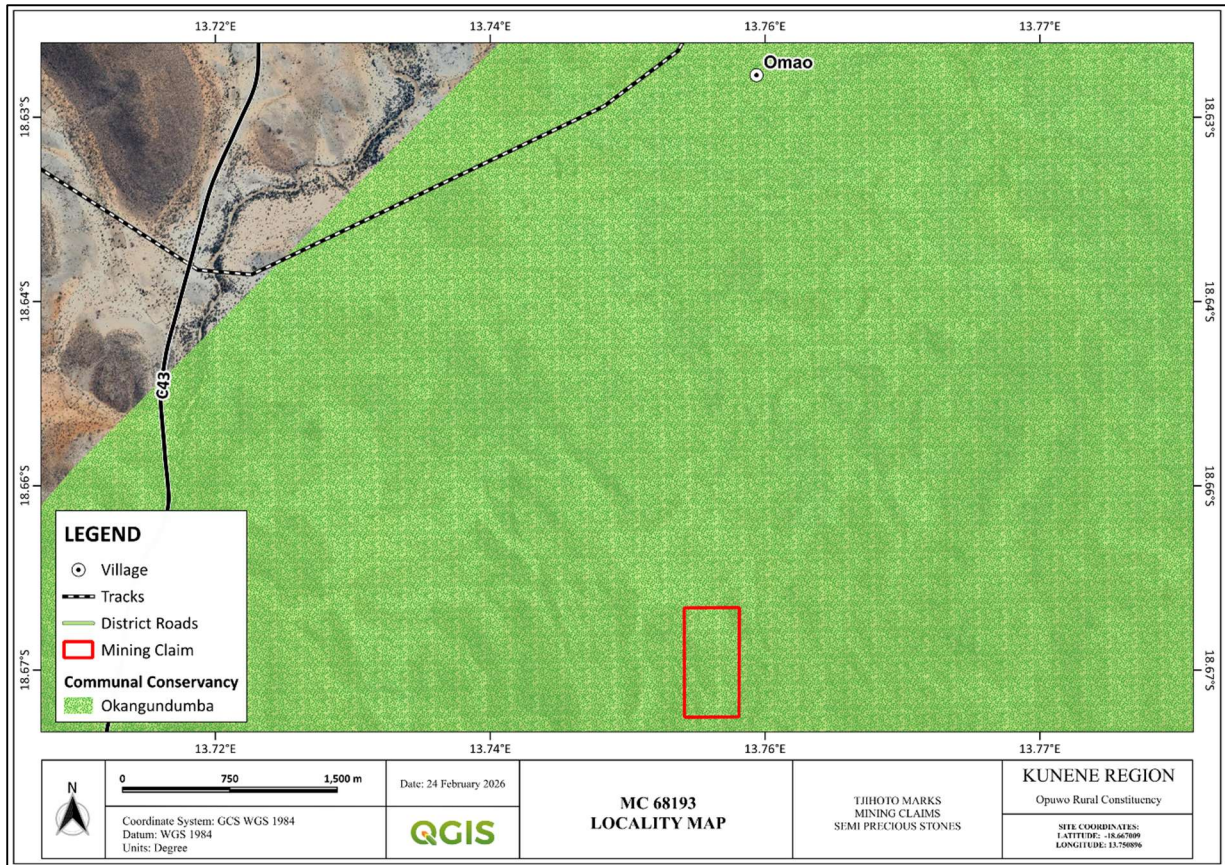 13.72°E 13.74°E 13.76°E 13.77°E
Omao
18.63°S 18.63°S
18.64°S 18.64°S
C43
18.66°S 18.66°S
LEGEND
Village
Tracks
District Roads
Mining Claim
Communal Conservancy
Okangundumba
18.67°S 18.67°S
13.72°E 13.74°E 13.76°E 13.77°E
N
0 750 1,500 m
Coordinate System: GCS WGS 1984
Datum: WGS 1984
Units: Degree
Date: 24 February 2026
QGIS
MC 68193
LOCALITY MAP
TJIHOTO MARKS
MINING CLAIMS
SEMI PRECIOUS STONES
KUNENE REGION
Opuwo Rural Constituency
SITE COORDINATES:
LATITUDE: -18.667009
LONGITUDE: 13.750896